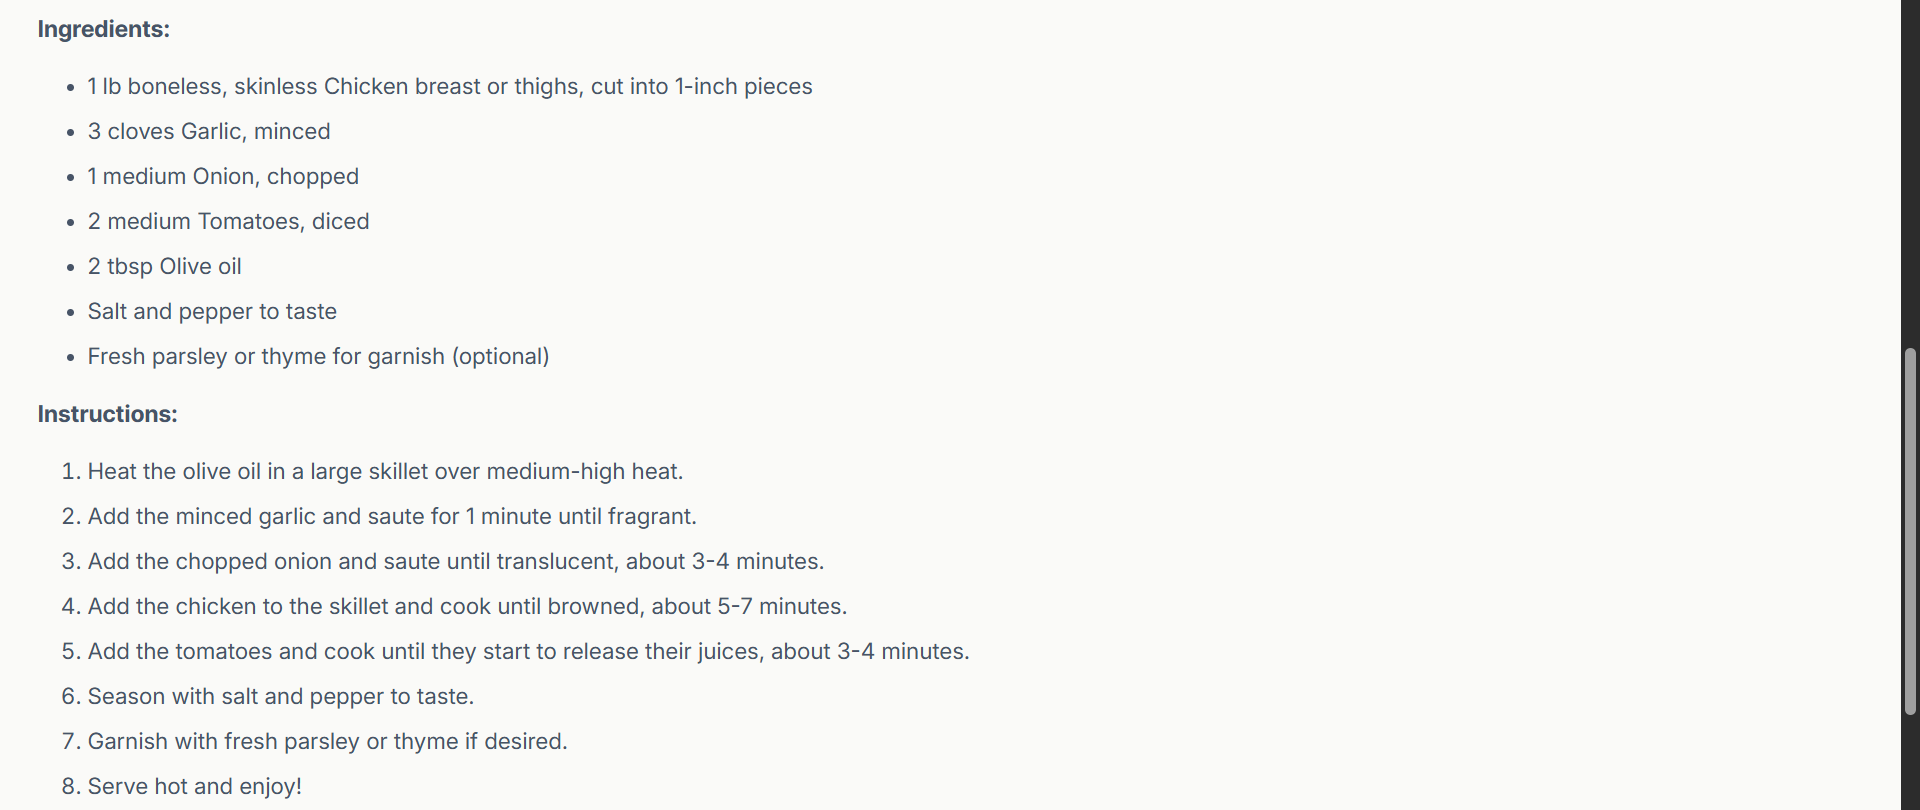 Ingredients:
• 1 lb boneless, skinless Chicken breast or thighs, cut into 1-inch pieces
• 3 cloves Garlic, minced
• 1 medium Onion, chopped
• 2 medium Tomatoes, diced
• 2 tbsp Olive oil
• Salt and pepper to taste
• Fresh parsley or thyme for garnish (optional)
Instructions:
1. Heat the olive oil in a large skillet over medium-high heat.
2. Add the minced garlic and saute for 1 minute until fragrant.
3. Add the chopped onion and saute until translucent, about 3-4 minutes.
4. Add the chicken to the skillet and cook until browned, about 5-7 minutes.
5. Add the tomatoes and cook until they start to release their juices, about 3-4 minutes.
6. Season with salt and pepper to taste.
7. Garnish with fresh parsley or thyme if desired.
8. Serve hot and enjoy!